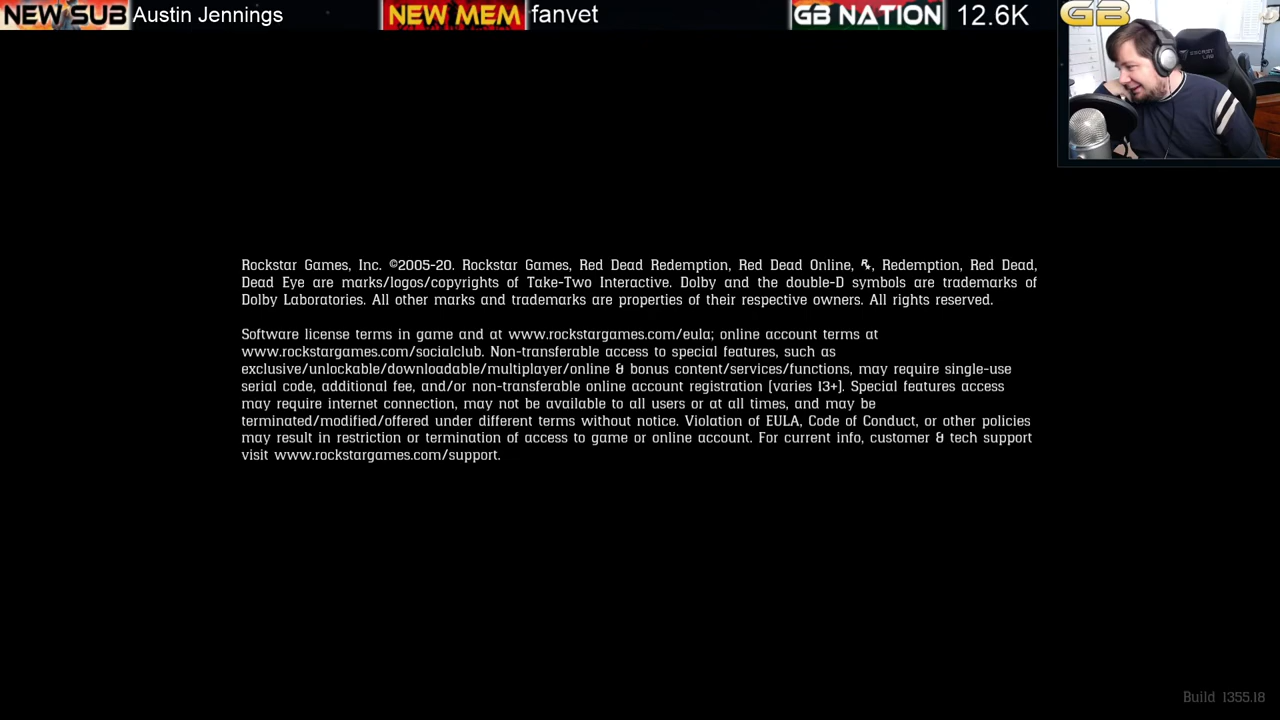 NEW SUB Austin Jennings NEW MEM fanvet GB NATION 12.6K GB
Rockstar Games, Inc. ©2005-20. Rockstar Games, Red Dead Redemption, Red Dead Online, R*, Redemption, Red Dead,
Dead Eye are marks/logos/copyrights of Take-Two Interactive. Dolby and the double-D symbols are trademarks of
Dolby Laboratories. All other marks and trademarks are properties of their respective owners. All rights reserved.
Software license terms in game and at www.rockstargames.com/eula; online account terms at
www.rockstargames.com/socialclub. Non-transferable access to special features, such as
exclusive/unlockable/downloadable/multiplayer/online & bonus content/services/functions, may require single-use
serial code, additional fee, and/or non-transferable online account registration (varies 13+). Special features access
may require internet connection, may not be available to all users or at all times, and may be
terminated/modified/offered under different terms without notice. Violation of EULA, Code of Conduct, or other policies
may result in restriction or termination of access to game or online account. For current info, customer & tech support
visit www.rockstargames.com/support.
Build 1355.18